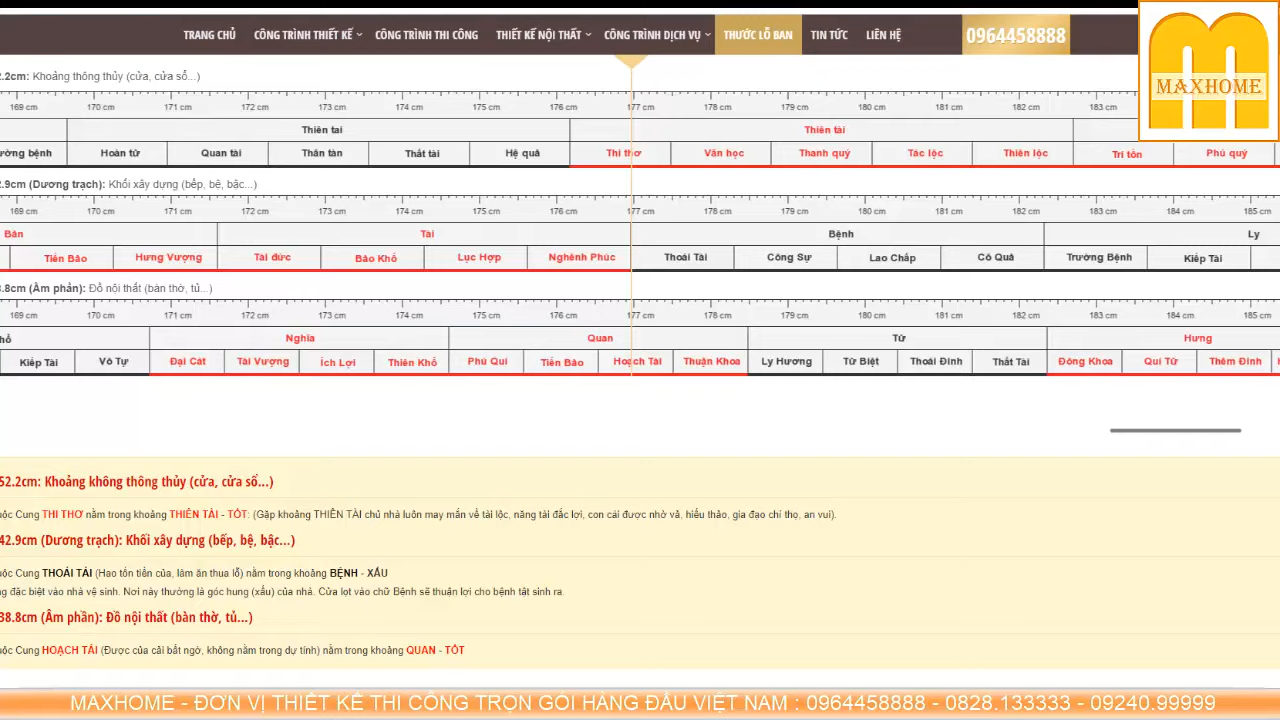 TRANG CHỦ CÔNG TRÌNH THIẾT KẾ CÔNG TRÌNH THI CÔNG THIẾT KẾ NỘI THẤT CÔNG TRÌNH DỊCH VỤ THƯỚC LỖ BAN TIN TỨC LIÊN HỆ 0964458888
MAXHOME
.2cm: Khoảng thông thủy (cửa, cửa sổ...)
169 cm 170 cm 171 cm 172 cm 173 cm 174 cm 175 cm 176 cm 177 cm 178 cm 179 cm 180 cm 181 cm 182 cm 183 cm
Thiên tai Thiên tài
ường bệnh Hoàn tử Quan tài Thân tàn Thất tài Hệ quả Thi thơ Văn học Thanh quý Tác lộc Thiên lộc Trí tôn Phú quý
.9cm (Dương trạch): Khối xây dựng (bếp, bệ, bậc...)
169 cm 170 cm 171 cm 172 cm 173 cm 174 cm 175 cm 176 cm 177 cm 178 cm 179 cm 180 cm 181 cm 182 cm 183 cm 184 cm 185 cm
Bản Tài Bệnh Ly
Tiến Bảo Hưng Vượng Tài đức Bảo Khố Lục Hợp Nghênh Phúc Thoái Tài Công Sự Lao Chấp Cô Quả Trường Bệnh Kiếp Tài
.8cm (Âm phần): Đồ nội thất (bàn thờ, tủ...)
169 cm 170 cm 171 cm 172 cm 173 cm 174 cm 175 cm 176 cm 177 cm 178 cm 179 cm 180 cm 181 cm 182 cm 183 cm 184 cm 185 cm
hổ Nghĩa Quan Tử Hưng
Kiếp Tài Vô Tự Đại Cát Tài Vượng Ích Lợi Thiên Khố Phú Quí Tiến Bảo Hoạch Tài Thuận Khoa Ly Hương Tử Biệt Thoái Đinh Thất Tài Đông Khoa Quí Tử Thêm Đinh
52.2cm: Khoảng không thông thủy (cửa, cửa sổ...)
uộc Cung THI THƠ nằm trong khoảng THIÊN TÀI - TỐT: (Gặp khoảng THIÊN TÀI chủ nhà luôn may mắn về tài lộc, năng tài đắc lợi, con cái được nhờ vả, hiếu thảo, gia đạo chí thọ, an vui).
42.9cm (Dương trạch): Khối xây dựng (bếp, bệ, bậc...)
uộc Cung THOÁI TÀI (Hao tốn tiền của, làm ăn thua lỗ) nằm trong khoảng BỆNH - XẤU
g đặc biệt vào nhà vệ sinh. Nơi này thường là góc hung (xấu) của nhà. Cửa lọt vào chữ Bệnh sẽ thuận lợi cho bệnh tật sinh ra.
38.8cm (Âm phần): Đồ nội thất (bàn thờ, tủ...)
uộc Cung HOẠCH TÀI (Được của cải bất ngờ, không nằm trong dự tính) nằm trong khoảng QUAN - TỐT
MAXHOME - ĐƠN VỊ THIẾT KẾ THI CÔNG TRỌN GÓI HÀNG ĐẦU VIỆT NAM : 0964458888 - 0828.133333 - 09240.99999